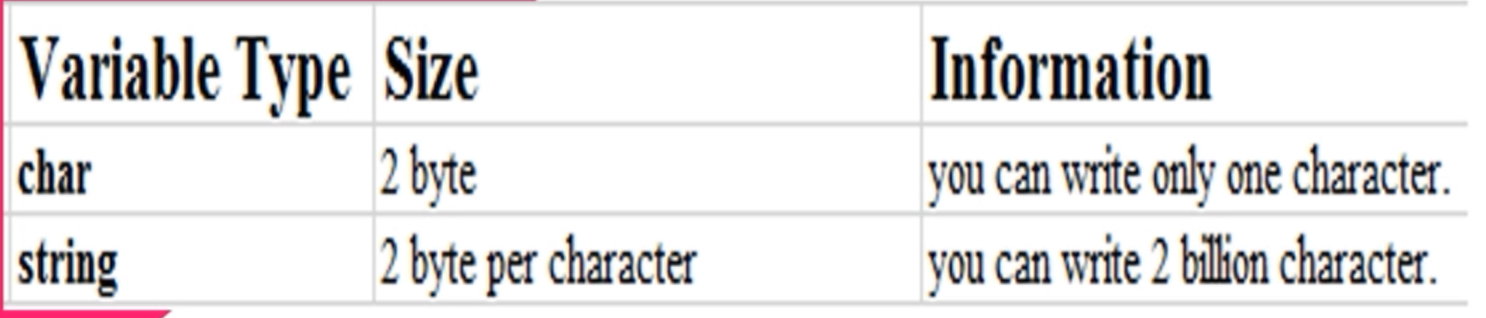 Variable Type Size Information
char 2 byte you can write only one character.
string 2 byte per character you can write 2 billion character.